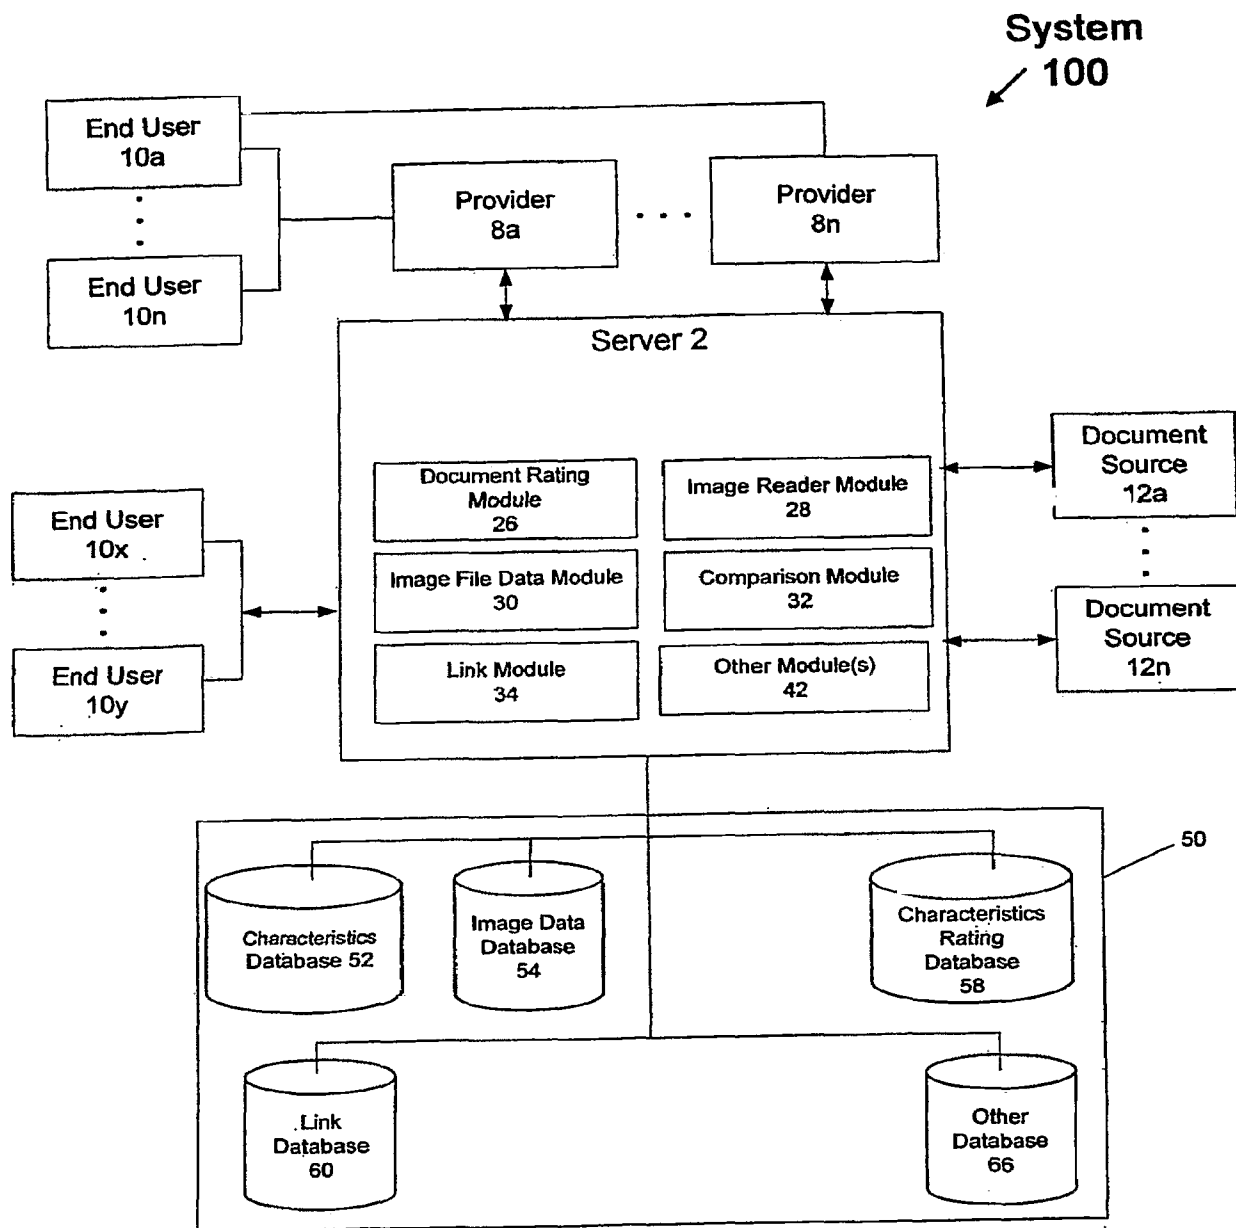 System
100
End User
10a
Provider
8a
Provider
8n
End User
10n
Server 2
Document Rating
Module
26
Image Reader Module
28
Document
Source
12a
End User
10x
Image File Data Module
30
Comparison Module
32
Document
Source
12n
End User
10y
Link Module
34
Other Module(s)
42
50
Characteristics
Database 52
Image Data
Database
54
Characteristics
Rating
Database
58
Link
Database
60
Other
Database
66